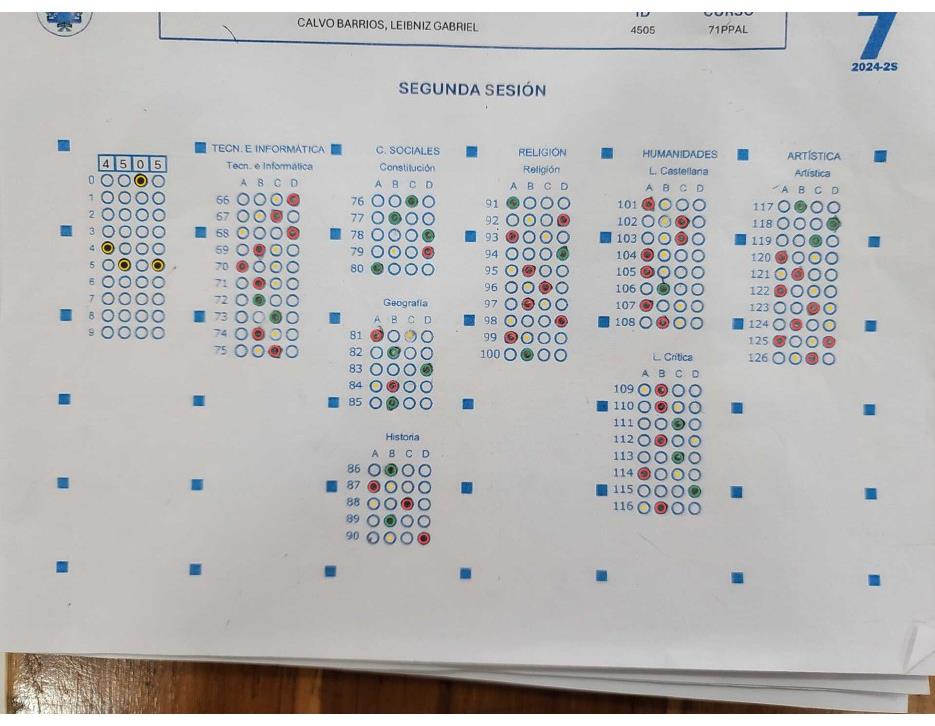 ID CURSO
CALVO BARRIOS, LEIBNIZ GABRIEL 4505 71PPAL
7
2024-2S
SEGUNDA SESIÓN
4 5 0 5
0
1
2
3
4
5
6
7
8
9
TECN. E INFORMÁTICA
Tecn. e Informática
A B C D
66
67
68
69
70
71
72
73
74
75
C. SOCIALES
Constitución
A B C D
76
77
78
79
80
Geografía
A B C D
81
82
83
84
85
Historia
A B C D
86
87
88
89
90
RELIGIÓN
Religión
A B C D
91
92
93
94
95
96
97
98
99
100
HUMANIDADES
L. Castellana
A B C D
101
102
103
104
105
106
107
108
L. Crítica
A B C D
109
110
111
112
113
114
115
116
ARTÍSTICA
Artística
A B C D
117
118
119
120
121
122
123
124
125
126